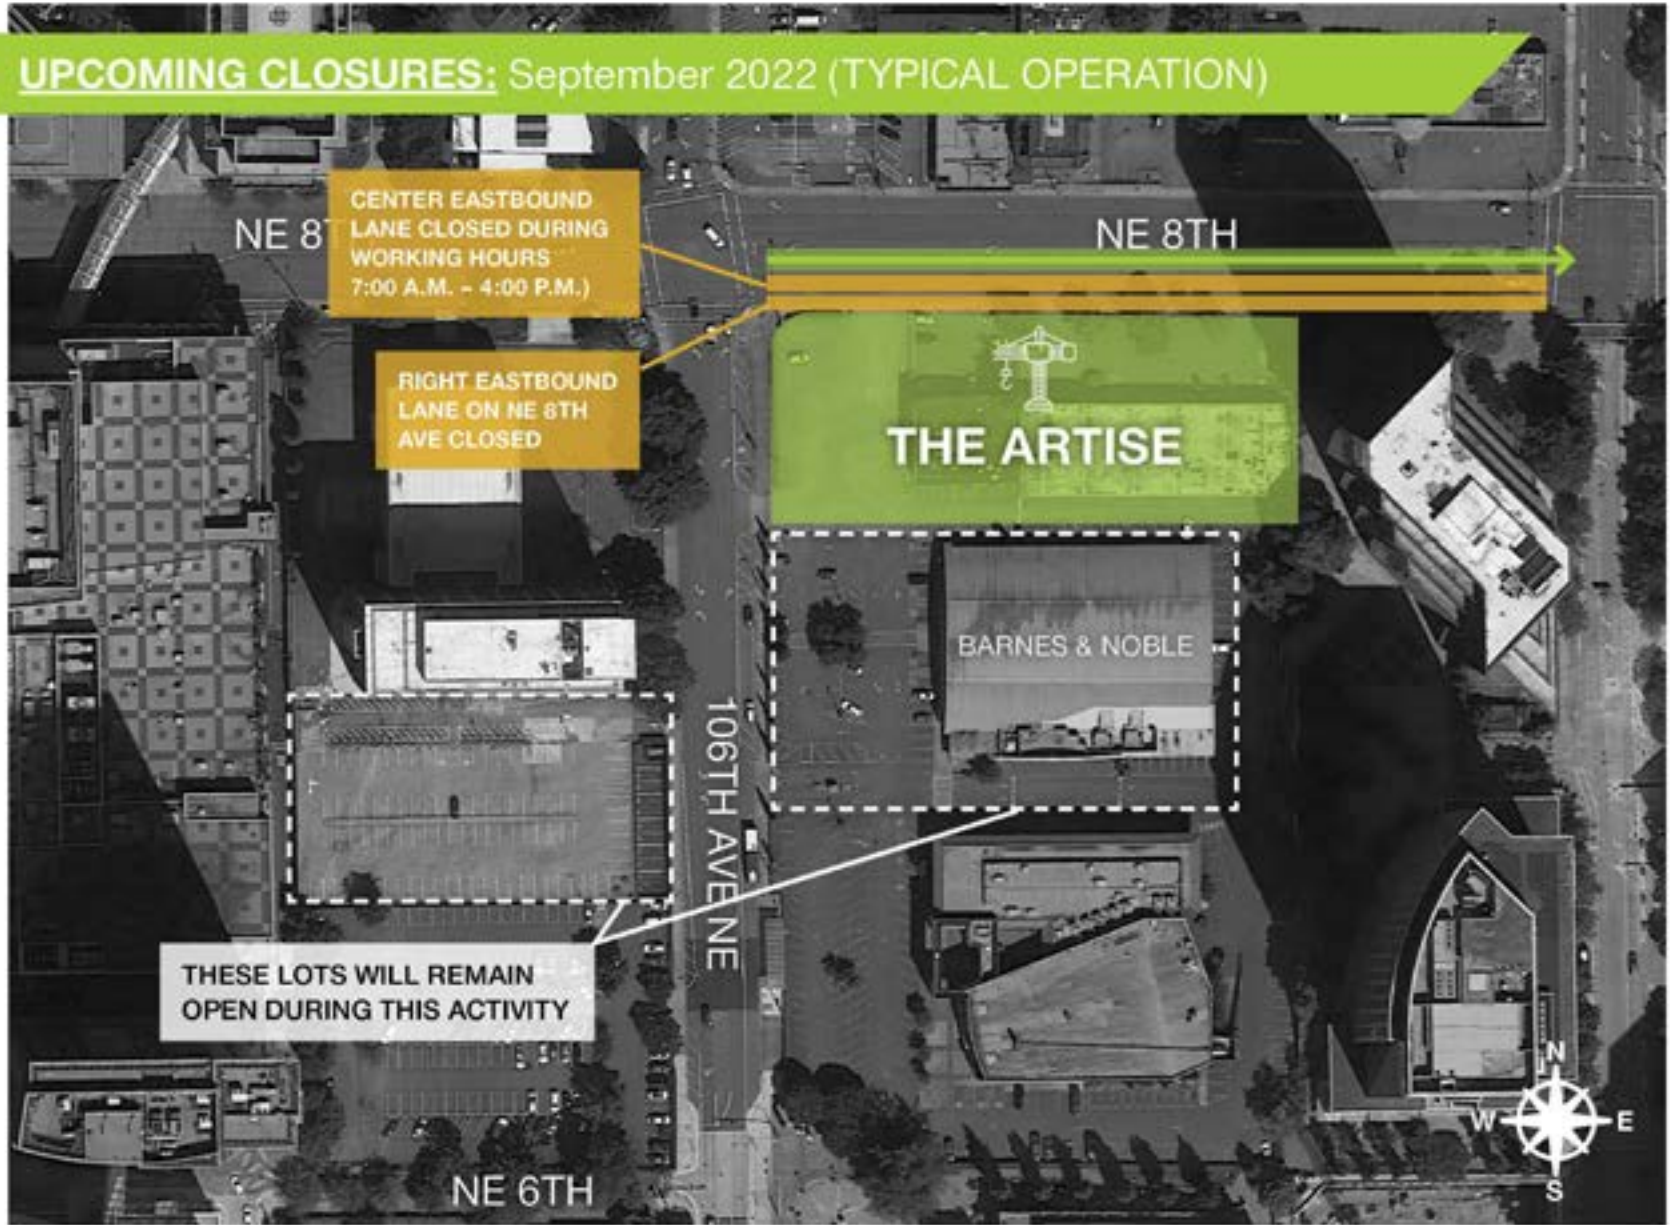 UPCOMING CLOSURES: September 2022 (TYPICAL OPERATION)
CENTER EASTBOUND
LANE CLOSED DURING
WORKING HOURS
7:00 A.M. – 4:00 P.M.)
NE 8T
NE 8TH
RIGHT EASTBOUND
LANE ON NE 8TH
AVE CLOSED
THE ARTISE
BARNES & NOBLE
106TH AVE NE
THESE LOTS WILL REMAIN
OPEN DURING THIS ACTIVITY
NE 6TH
N
W
E
S